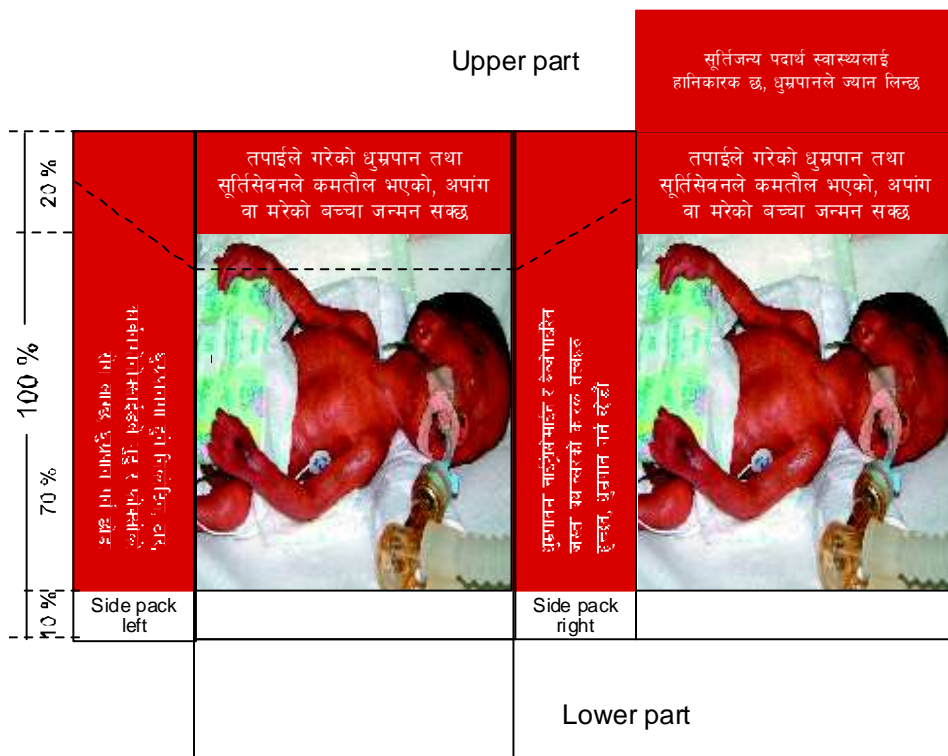 Upper part
सूर्तिजन्य पदार्थ स्वास्थ्यलाई
हानिकारक छ, धुम्रपानले ज्यान लिन्छ
तपाईले गरेको धुम्रपान तथा
सूर्तिसेवनले कमतौल भएको, अपांग
वा मरेको बच्चा जन्मन सक्छ
तपाईले गरेको धुम्रपान तथा
सूर्तिसेवनले कमतौल भएको, अपांग
वा मरेको बच्चा जन्मन सक्छ
20 %
100 %
70 %
10 %
Side pack
left
Side pack
right
Lower part